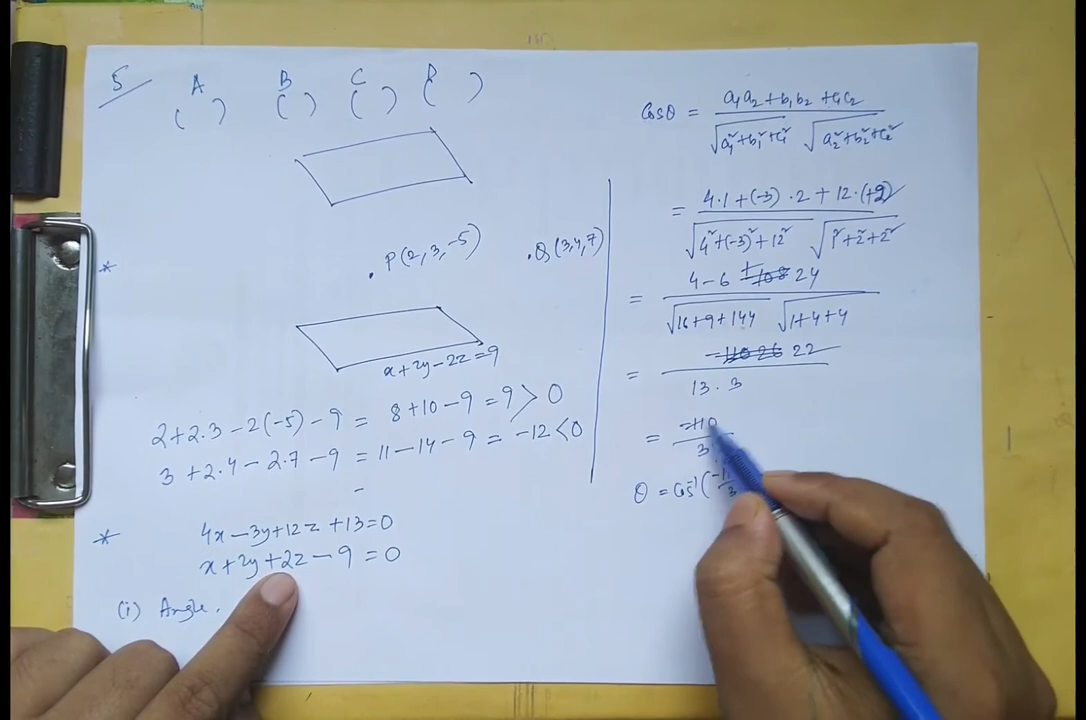 5
A B C D
( ) ( ) ( ) ( )
* . P(2,3,-5) . Q(3,4,7)
x+2y-2z=9
2+2.3-2(-5)-9 = 8+10-9 = 9 > 0
3+2.4-2.7-9 = 11-14-9 = -12 < 0
-
* 4x-3y+12z+13=0
x+2y+2z-9=0
(i) Angle.
Cosθ = a₁a₂+b₁b₂+c₁c₂
√a₁²+b₁²+c₁² √a₂²+b₂²+c₂²
= 4.1+(-3).2+12.(+2)
√4²+(-3)²+12² √1²+2²+2²
= 4-6+24
√16+9+144 √1+4+4
= 22
13.3
=
θ = Cos⁻¹(